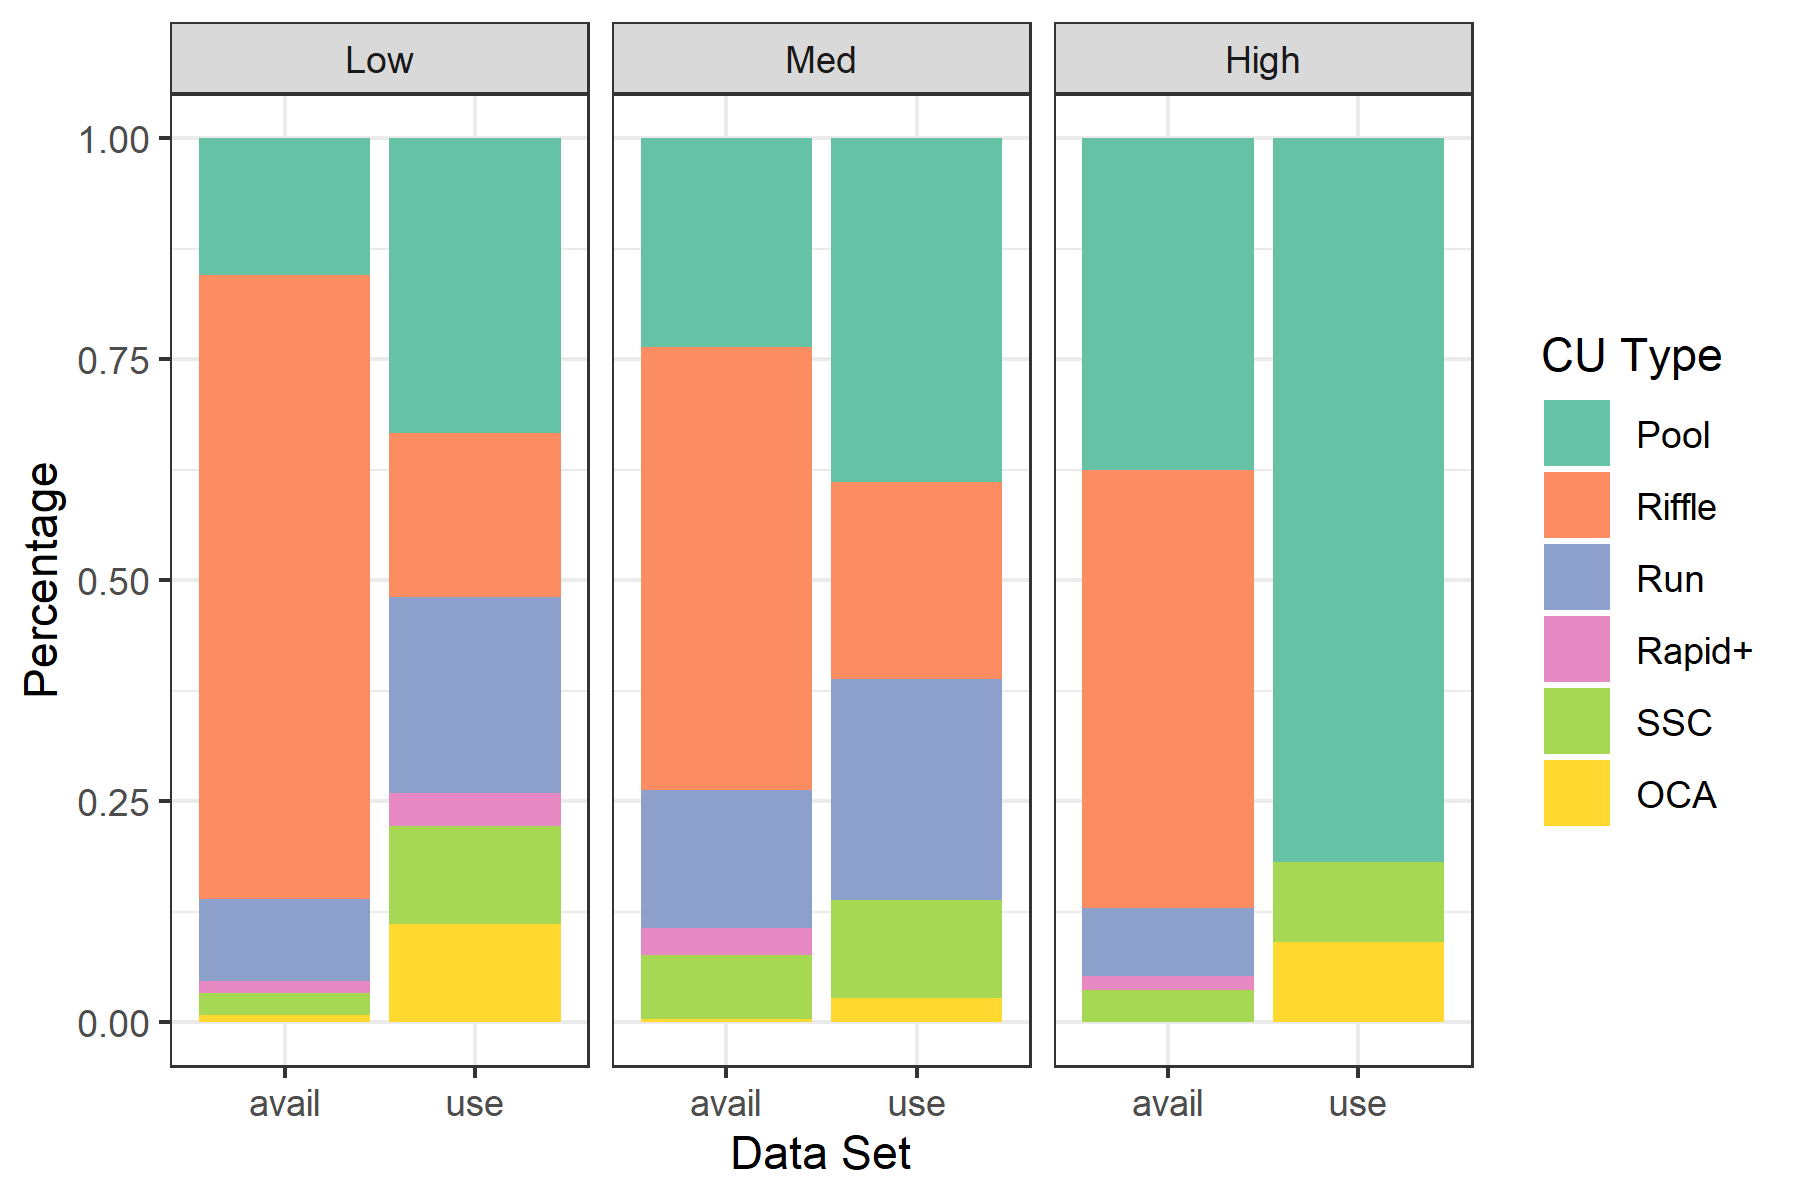 Low
Med
High
Percentage
1.00
0.75
0.50
0.25
0.00
avail
use
avail
use
avail
use
Data Set
CU Type
Pool
Riffle
Run
Rapid+
SSC
OCA